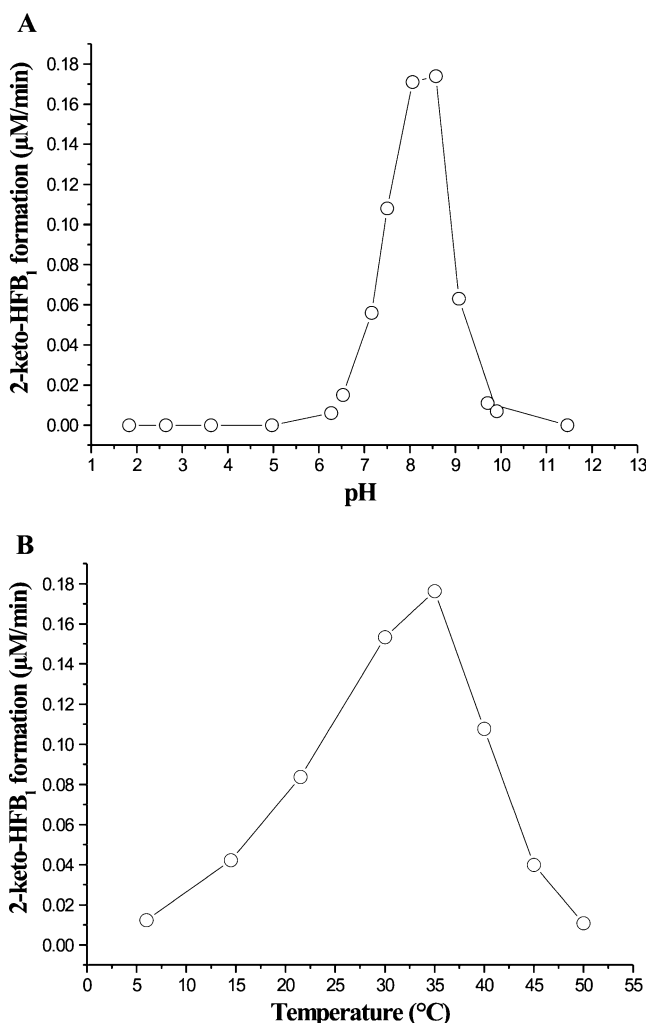 A
2-keto-HFB₁ formation (µM/min)
0.18
0.16
0.14
0.12
0.10
0.08
0.06
0.04
0.02
0.00
1 2 3 4 5 6 7 8 9 10 11 12 13
pH
B
2-keto-HFB₁ formation (µM/min)
0.18
0.16
0.14
0.12
0.10
0.08
0.06
0.04
0.02
0.00
0 5 10 15 20 25 30 35 40 45 50 55
Temperature (°C)